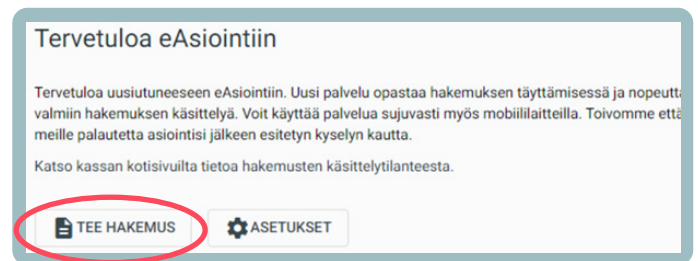 Tervetuloa eAsiointiin
Tervetuloa uusiutuneeseen eAsiointiin. Uusi palvelu opastaa hakemuksen täyttämisessä ja
valmiin hakemuksen käsittelyä. Voit käyttää palvelua sujuvasti myös mobiililaitteilla. Toivomme että
meille palautetta asiointisi jälkeen esitetyn kyselyn kautta.
Katso kassan kotisivuilta tietoa hakemusten käsittelytilanteesta.
TEE HAKEMUS
ASETUKSET